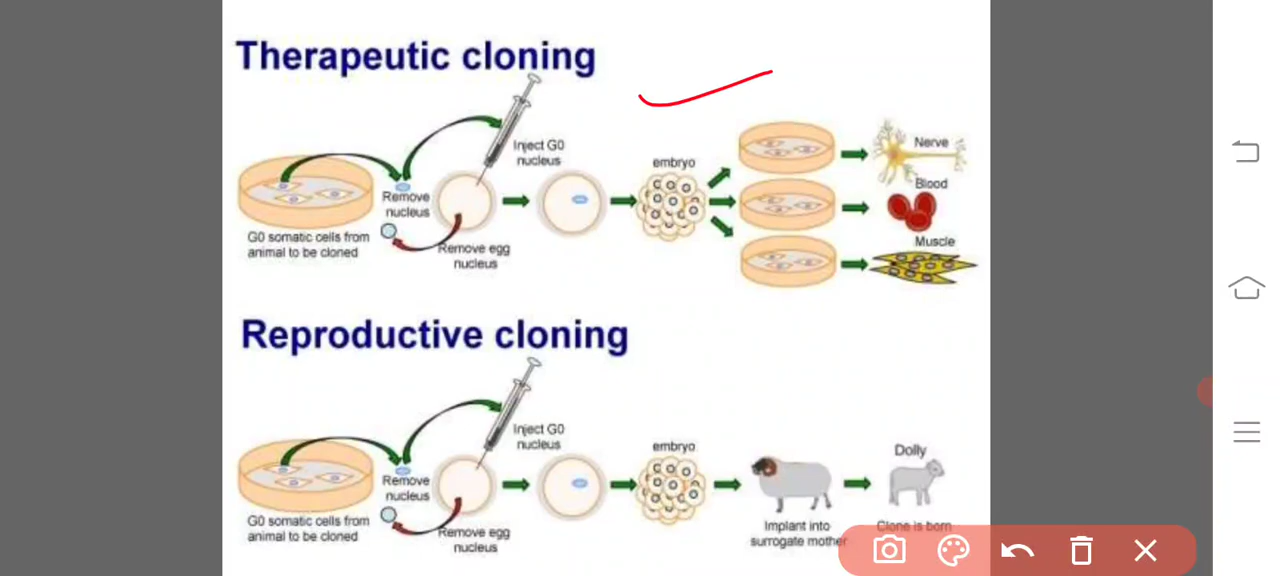 Therapeutic cloning
Inject G0
nucleus
Nerve
embryo
Blood
Remove
nucleus
G0 somatic cells from
animal to be cloned
Remove egg
nucleus
Muscle
Reproductive cloning
Inject G0
nucleus
embryo
Dolly
Remove
nucleus
G0 somatic cells from
animal to be cloned
Remove egg
nucleus
Implant into
surrogate mother
Clone is born